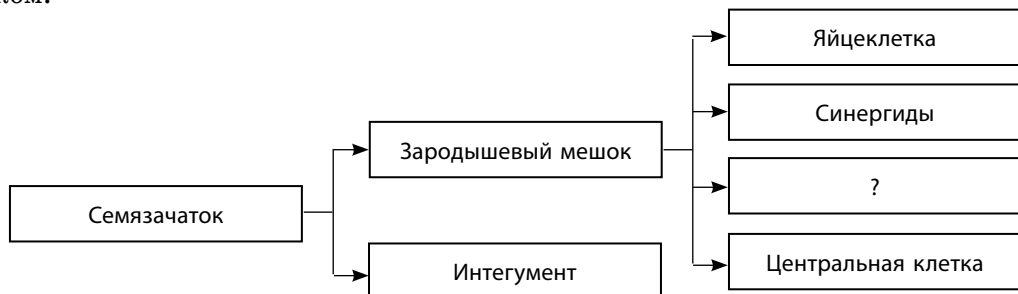 Яйцеклетка
Синергиды
Зародышевый мешок
?
Семязачаток
Центральная клетка
Интегумент